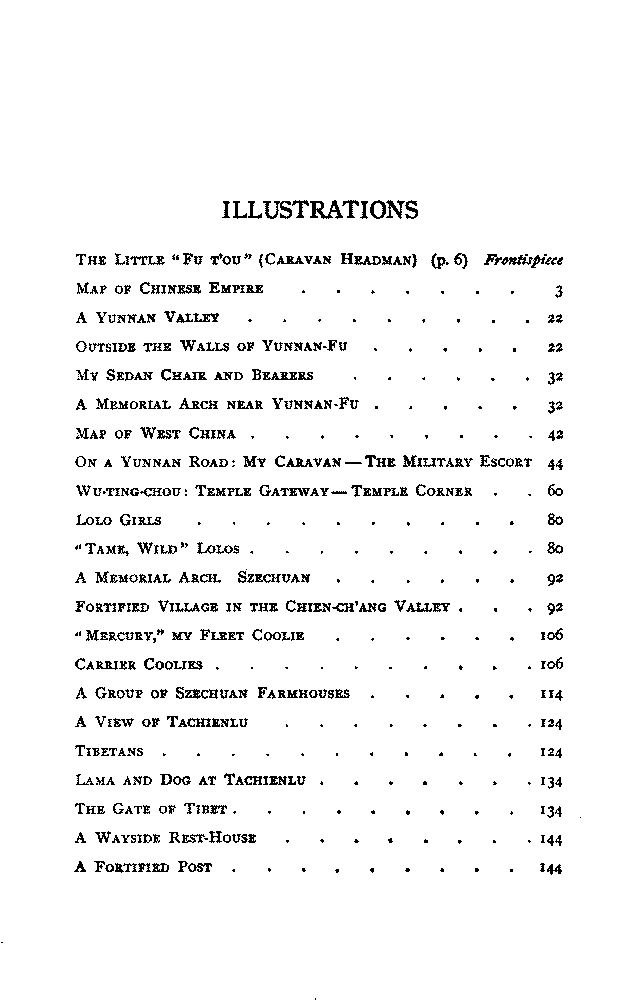 ILLUSTRATIONS
The Little "Fu t'ou" (Caravan Headman) (p. 6) Frontispiece
Map of Chinese Empire . . . . . . . 3
A Yunnan Valley . . . . . . . . . 22
Outside the Walls of Yunnan-Fu . . . . . 22
My Sedan Chair and Bearers . . . . . . 32
A Memorial Arch near Yunnan-Fu . . . . . 32
Map of West China . . . . . . . . . 42
On a Yunnan Road: My Caravan—The Military Escort 44
Wu-ting-chou: Temple Gateway—Temple Corner . . 60
Lolo Girls . . . . . . . . . . 80
"Tame, Wild" Lolos . . . . . . . . . 80
A Memorial Arch. Szechuan . . . . . . 92
Fortified Village in the Chien-ch'ang Valley . . . 92
"Mercury," my Fleet Coolie . . . . . . 106
Carrier Coolies . . . . . . . . . . 106
A Group of Szechuan Farmhouses . . . . . 114
A View of Tachienlu . . . . . . . . 124
Tibetans . . . . . . . . . . . 124
Lama and Dog at Tachienlu . . . . . . . 134
The Gate of Tibet . . . . . . . . . 134
A Wayside Rest-House . . . . . . . . 144
A Fortified Post . . . . . . . . . 144